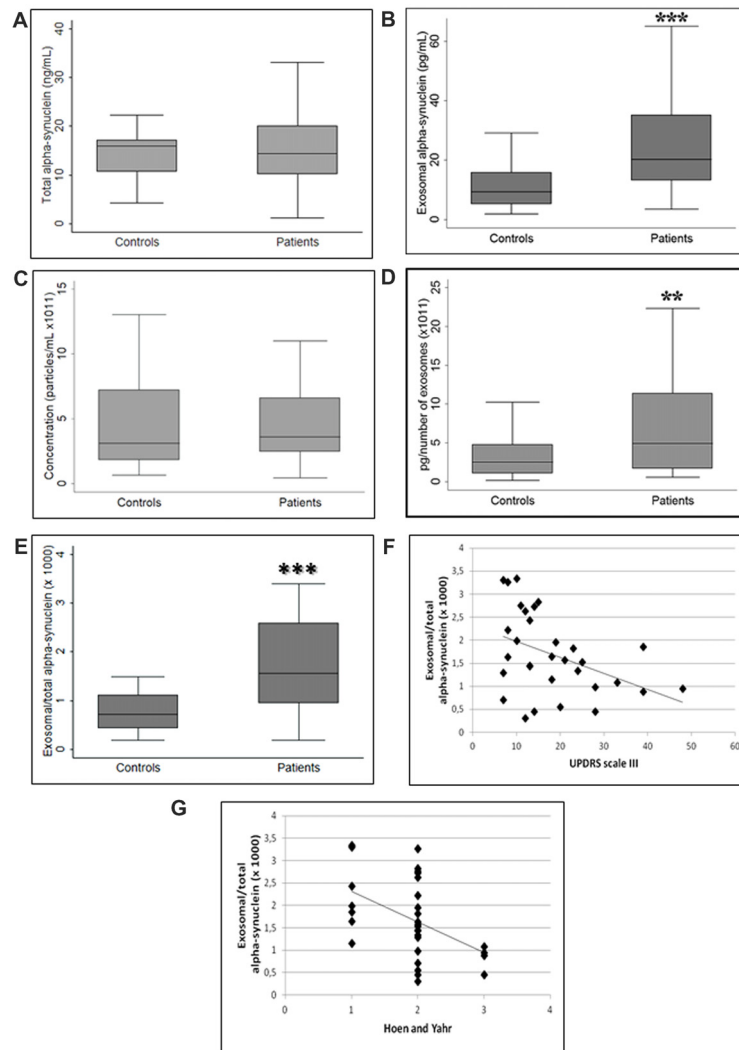 A
Total alpha-synuclein (ng/mL)
40
30
20
10
0
Controls
Patients
B
***
Exosomal alpha-synuclein (pg/mL)
60
40
20
0
Controls
Patients
C
Concentration (particles/mL x1011)
15
10
5
0
Controls
Patients
D
**
pg/number of exosomes (x1011)
25
20
15
10
5
0
Controls
Patients
E
***
Exosomal/total alpha-synuclein (x 1000)
4
3
2
1
0
Controls
Patients
F
Exosomal/total
alpha-synuclein (x 1000)
4
3,5
3
2,5
2
1,5
1
0,5
0
0 10 20 30 40 50 60
UPDRS scale III
G
Exosomal/total
alpha-synuclein (x 1000)
4
3,5
3
2,5
2
1,5
1
0,5
0
0 1 2 3 4
Hoen and Yahr